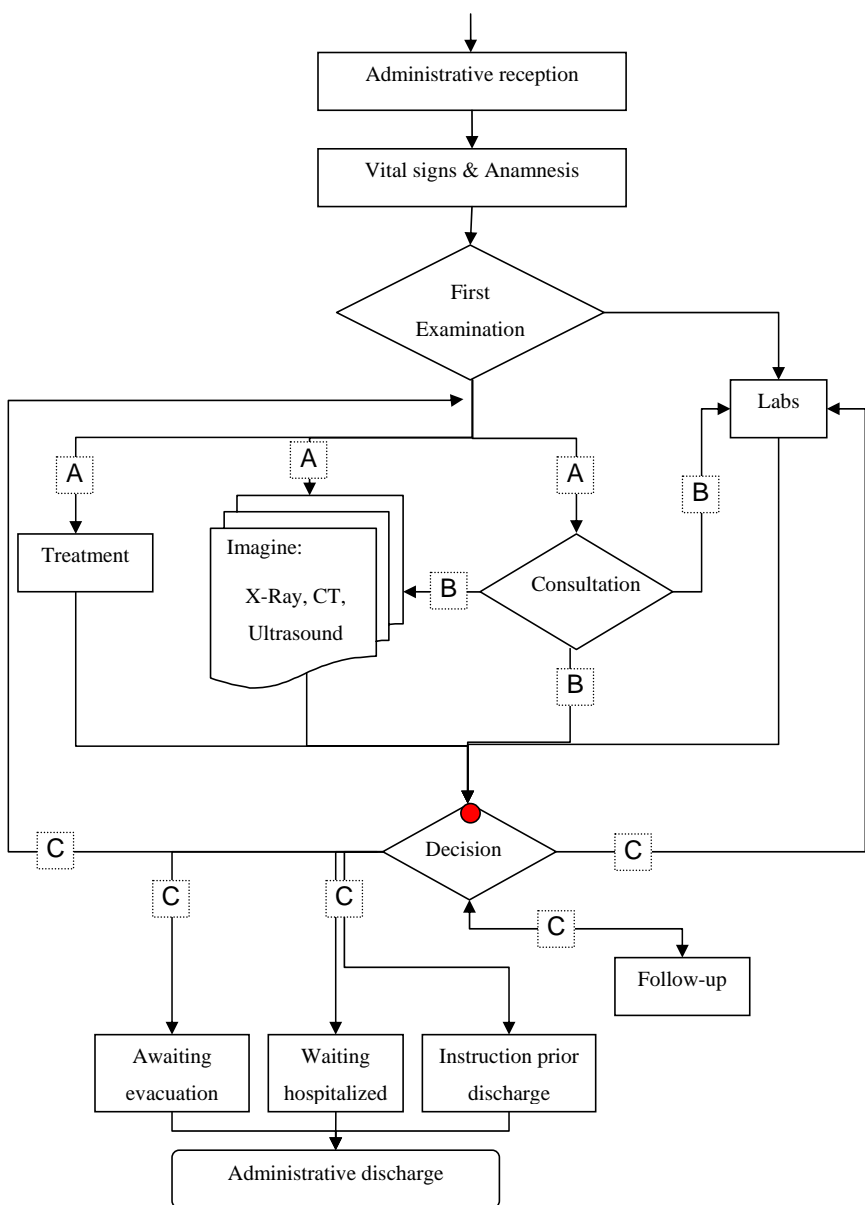 Administrative reception
Vital signs & Anamnesis
First
Examination
Labs
A
A
A
B
Treatment
Imagine:
X-Ray, CT,
Ultrasound
B
Consultation
B
Decision
C
C
C
C
C
Follow-up
Awaiting
evacuation
Waiting
hospitalized
Instruction prior
discharge
Administrative discharge